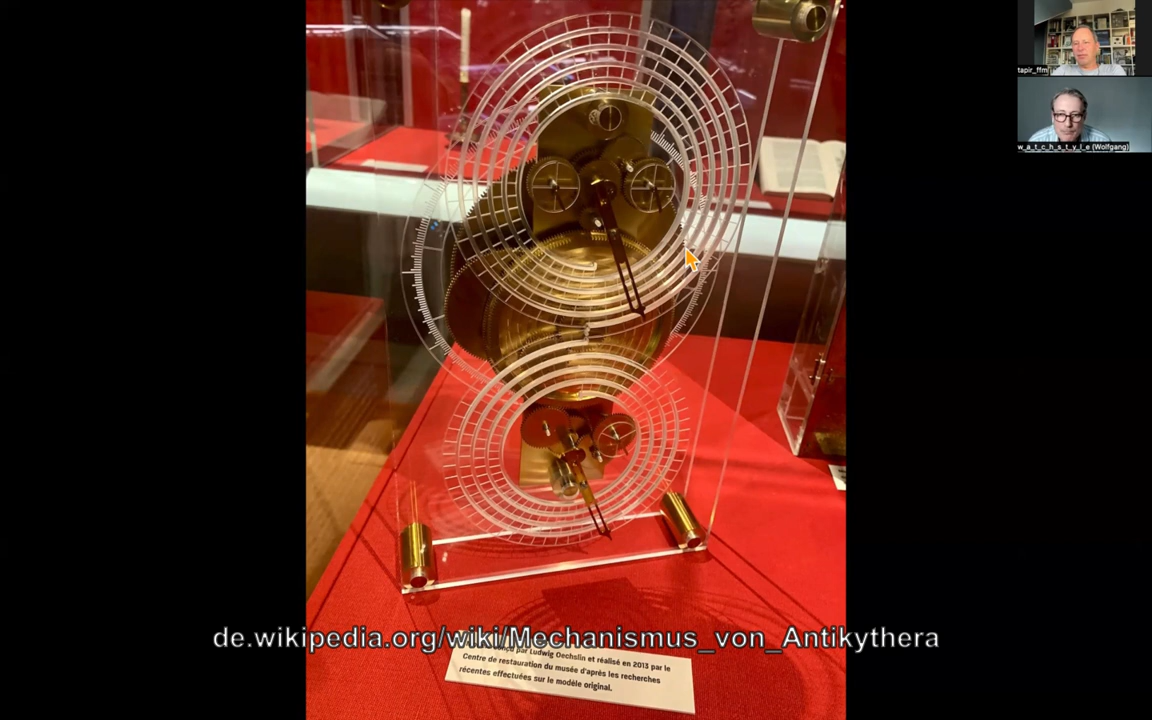 tapir_ffm
w_a_t_c_h_s_t_y_l_e (Wolfgang)
de.wikipedia.org/wiki/Mechanismus_von_Antikythera
par Ludwig Oechslin et réalisé en 2013 par le
Centre de restauration du musée d'après les recherches
récentes effectuées sur le modèle original.